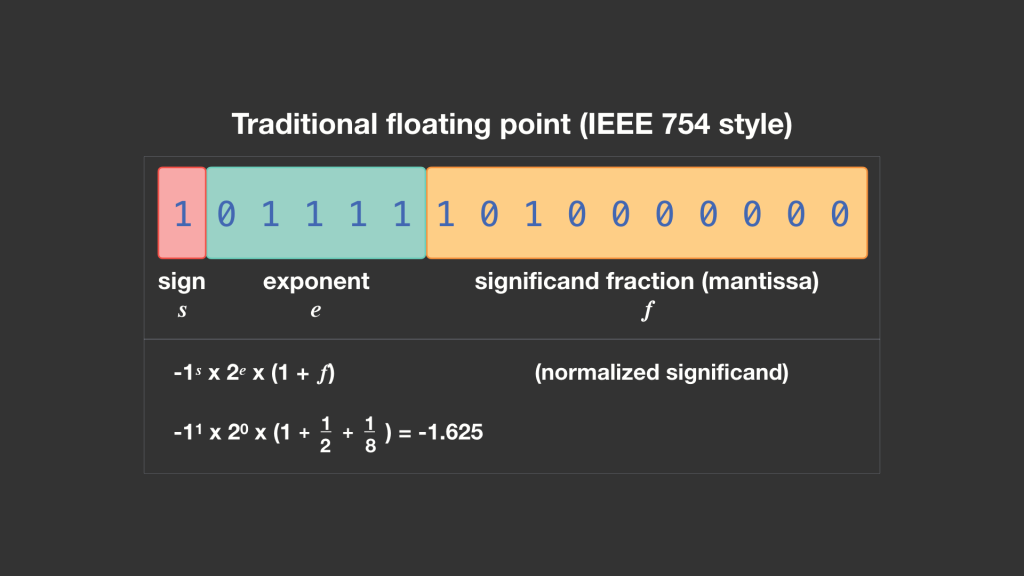 Traditional floating point (IEEE 754 style)
1 0 1 1 1 1 1 0 1 0 0 0 0 0 0 0
sign exponent significand fraction (mantissa)
s e f
-1ˢ x 2ᵉ x (1 + f) (normalized significand)
-1¹ x 2⁰ x (1 + 1/2 + 1/8 ) = -1.625